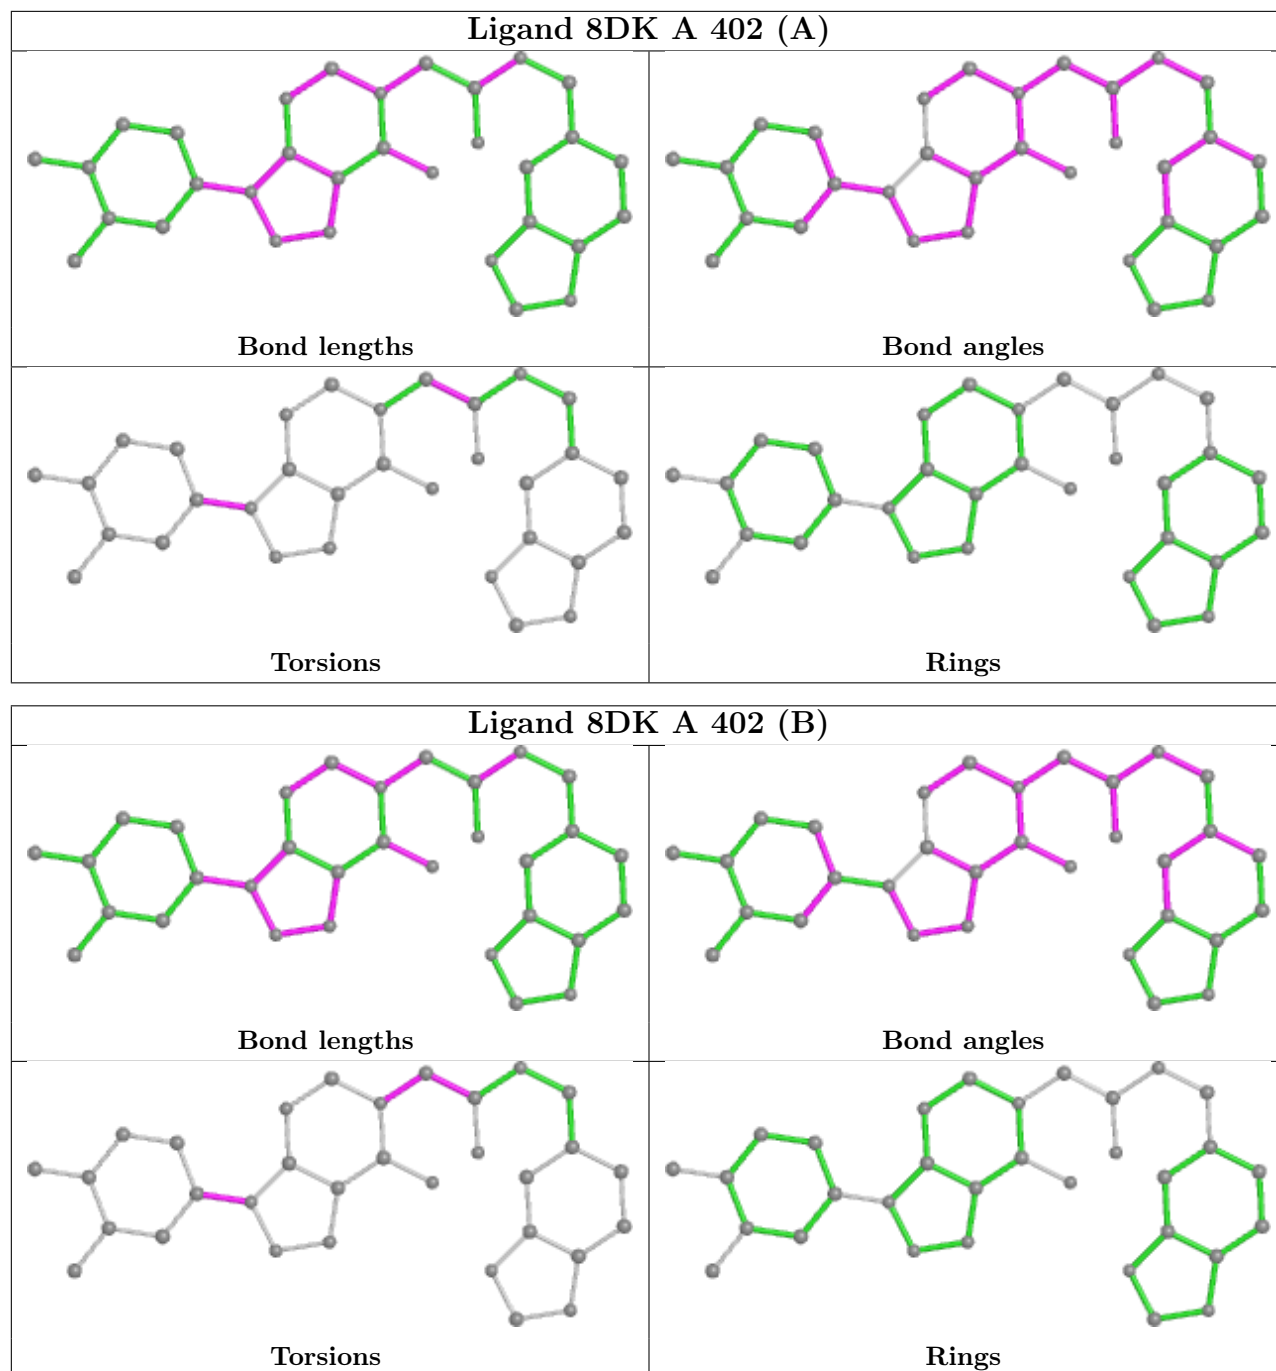 Ligand 8DK A 402 (A)
Bond lengths
Bond angles
Torsions
Rings
Ligand 8DK A 402 (B)
Bond lengths
Bond angles
Torsions
Rings